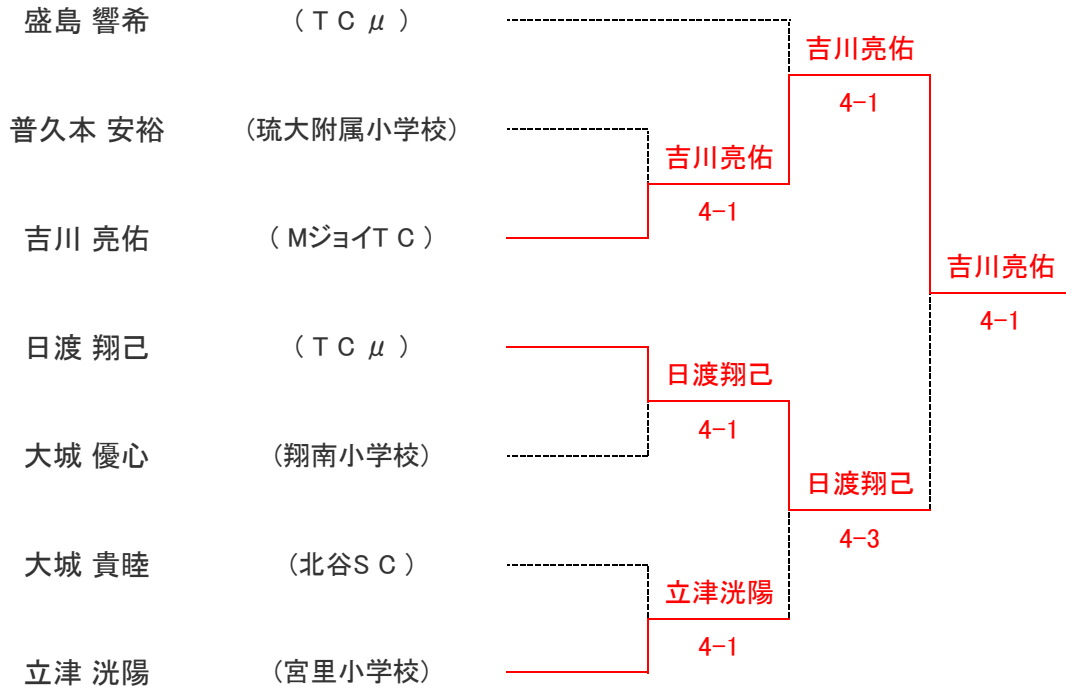 盛島 響希 （ＴＣμ）
吉川亮佑
4-1
普久本 安裕 （琉大附属小学校）
吉川亮佑
4-1
吉川 亮佑 （MジョイＴＣ）
吉川亮佑
4-1
日渡 翔己 （ＴＣμ）
日渡翔己
4-1
大城 優心 （翔南小学校）
日渡翔己
4-3
大城 貴睦 （北谷ＳＣ）
立津洸陽
4-1
立津 洸陽 （宮里小学校）